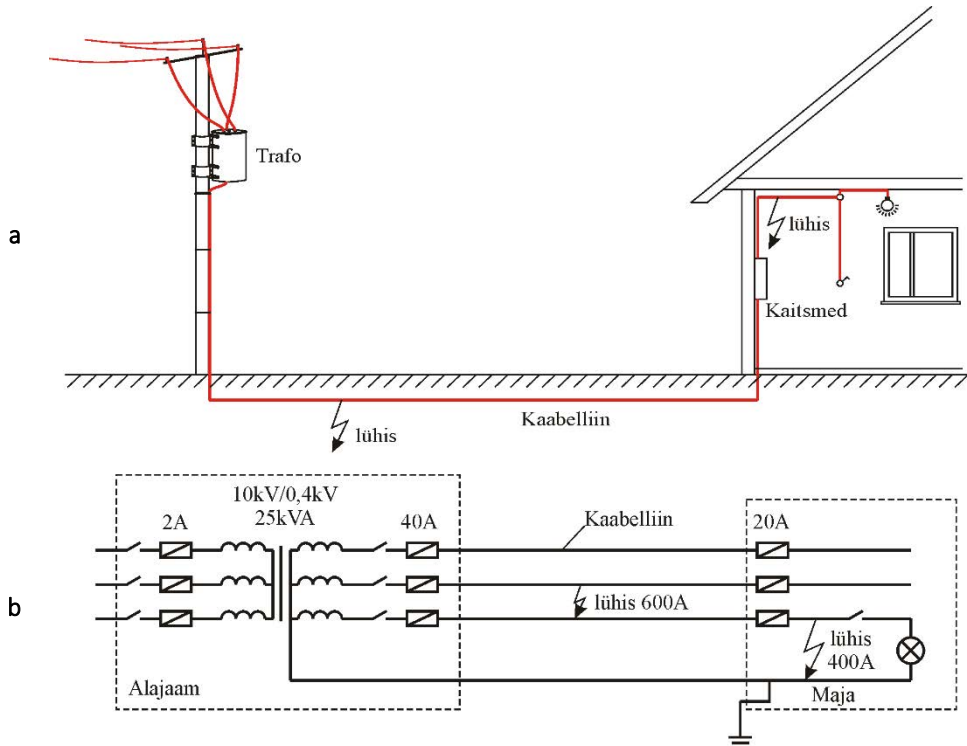 a
Trafo
lühis
Kaitsmed
Kaabelliin
lühis
b
10kV/0,4kV
25kVA
2A
40A
Kaabelliin
20A
lühis 600A
lühis
400A
Alajaam
Maja